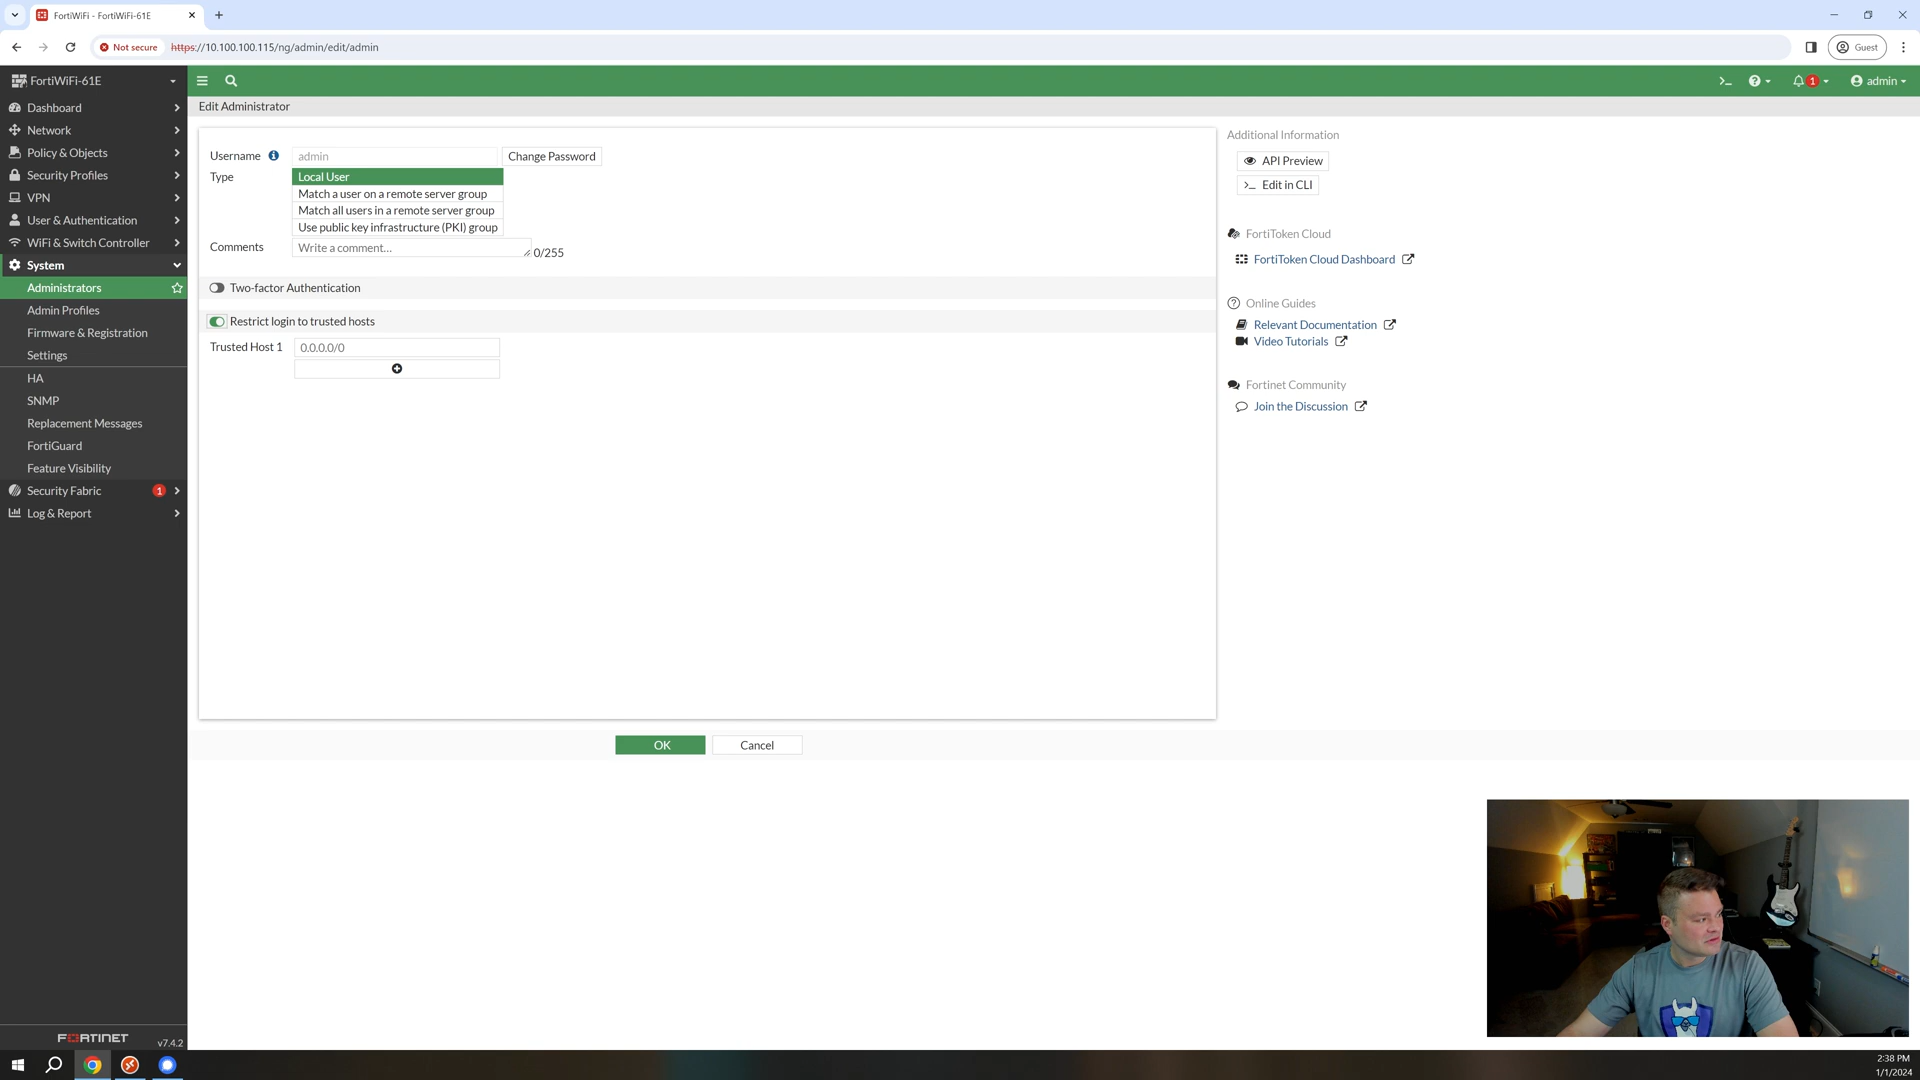 FortiWiFi - FortiWiFi-61E
Not secure
https://10.100.100.115/ng/admin/edit/admin
Guest
FortiWiFi-61E
1
admin
Dashboard
Network
Policy & Objects
Security Profiles
VPN
User & Authentication
WiFi & Switch Controller
System
Administrators
Admin Profiles
Firmware & Registration
Settings
HA
SNMP
Replacement Messages
FortiGuard
Feature Visibility
Security Fabric 1
Log & Report
FORTINET
v7.4.2
Edit Administrator
Username admin Change Password
Type Local User
Match a user on a remote server group
Match all users in a remote server group
Use public key infrastructure (PKI) group
Comments Write a comment... 0/255
Two-factor Authentication
Restrict login to trusted hosts
Trusted Host 1 0.0.0.0/0
OK Cancel
Additional Information
API Preview
>_ Edit in CLI
FortiToken Cloud
FortiToken Cloud Dashboard
Online Guides
Relevant Documentation
Video Tutorials
Fortinet Community
Join the Discussion
2:38 PM
1/1/2024